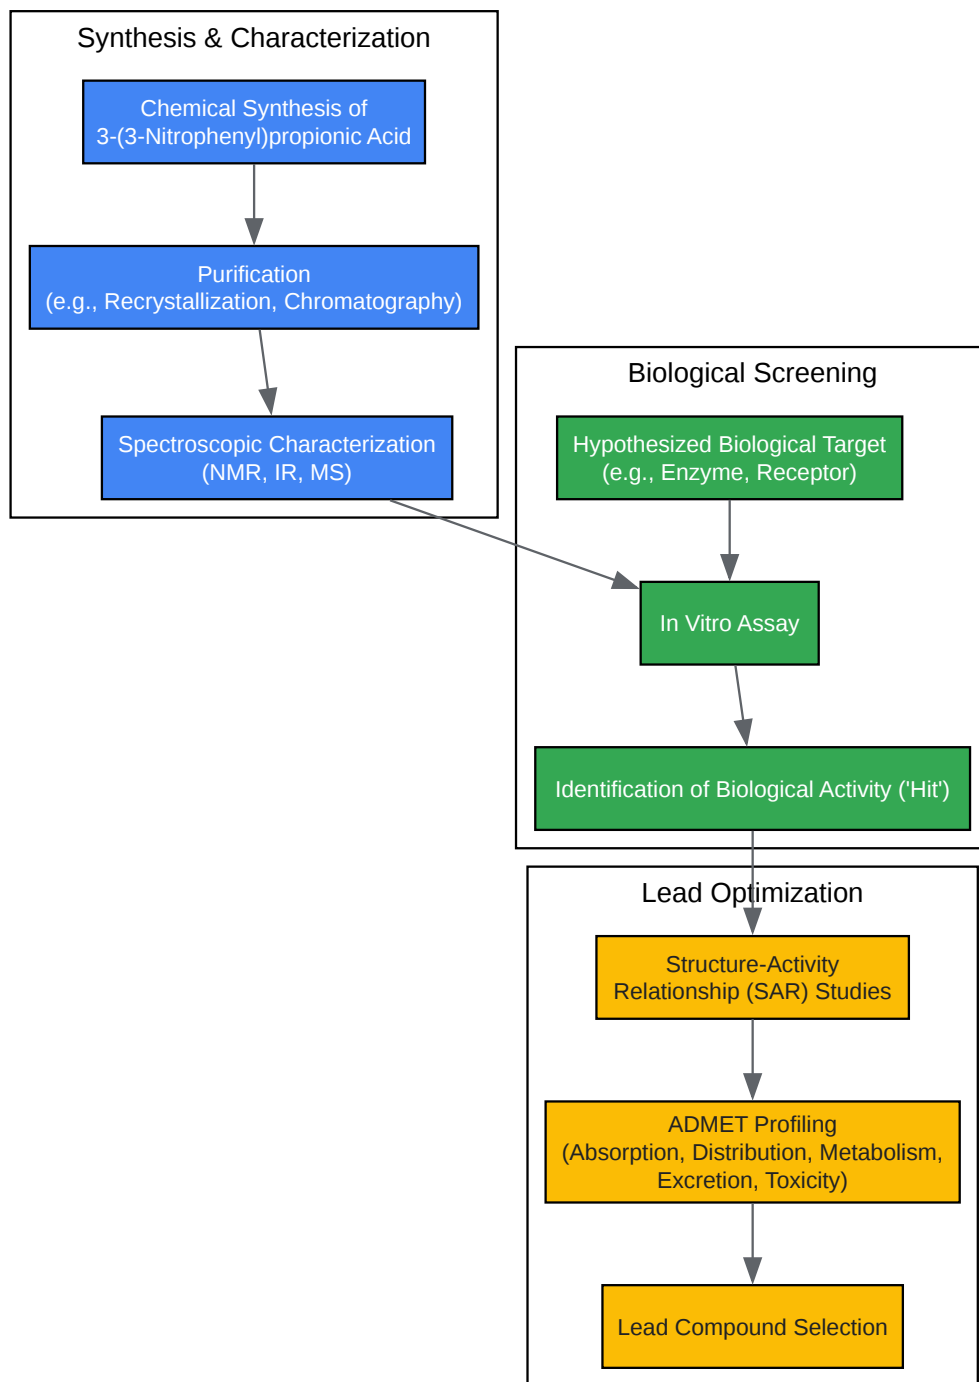 Synthesis & Characterization
Chemical Synthesis of
3-(3-Nitrophenyl)propionic Acid
Purification
(e.g., Recrystallization, Chromatography)
Spectroscopic Characterization
(NMR, IR, MS)
Biological Screening
Hypothesized Biological Target
(e.g., Enzyme, Receptor)
In Vitro Assay
Identification of Biological Activity ('Hit')
Lead Optimization
Structure-Activity
Relationship (SAR) Studies
ADMET Profiling
(Absorption, Distribution, Metabolism,
Excretion, Toxicity)
Lead Compound Selection